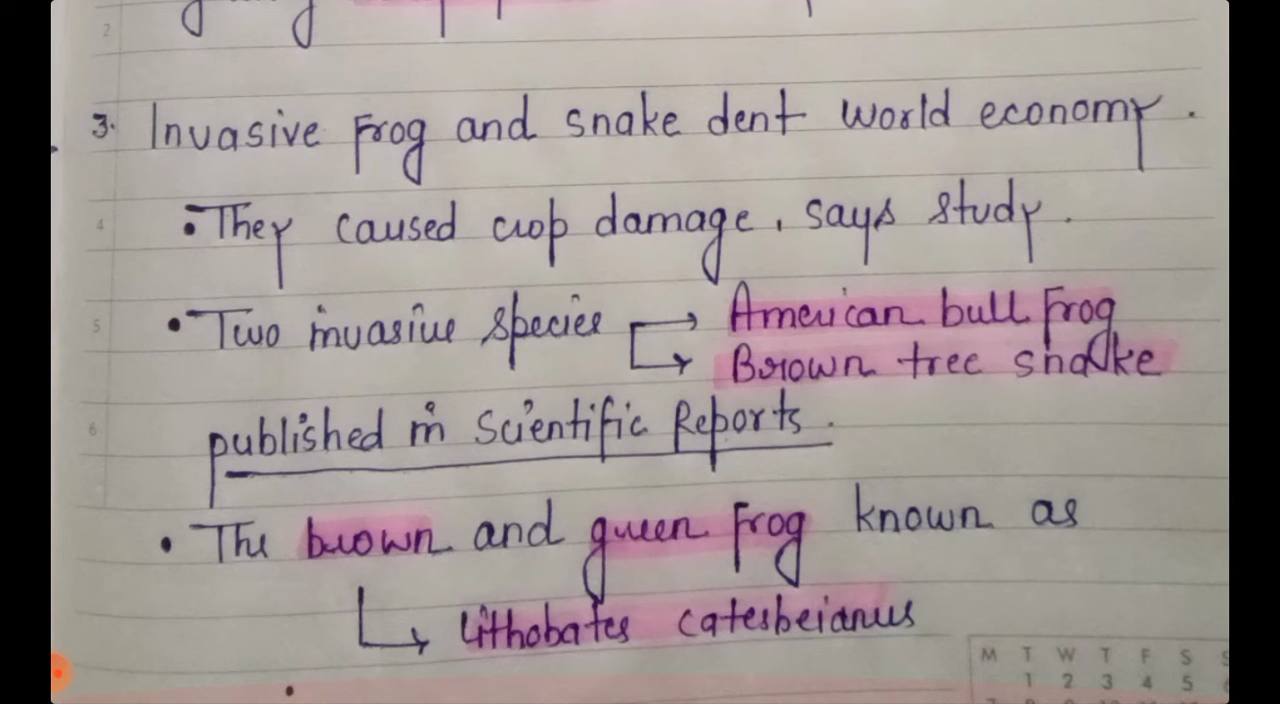 3. Invasive Frog and snake dent world economy.
• They caused crop damage, says study.
• Two invasive species → American bull frog
→ Brown tree snake
published in Scientific Reports.
• The brown and green frog known as
→ lithobates catesbeianus
M T W T F S S
1 2 3 4 5